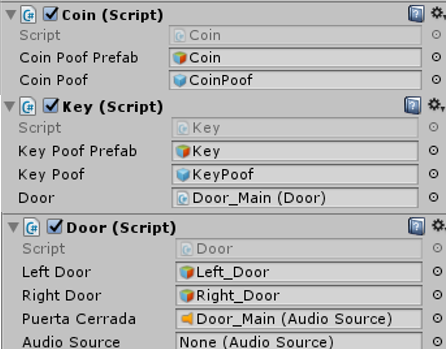 Coin (Script)
Script Coin
Coin Poof Prefab Coin
Coin Poof CoinPoof
Key (Script)
Script Key
Key Poof Prefab Key
Key Poof KeyPoof
Door Door_Main (Door)
Door (Script)
Script Door
Left Door Left_Door
Right Door Right_Door
Puerta Cerrada Door_Main (Audio Source)
Audio Source None (Audio Source)